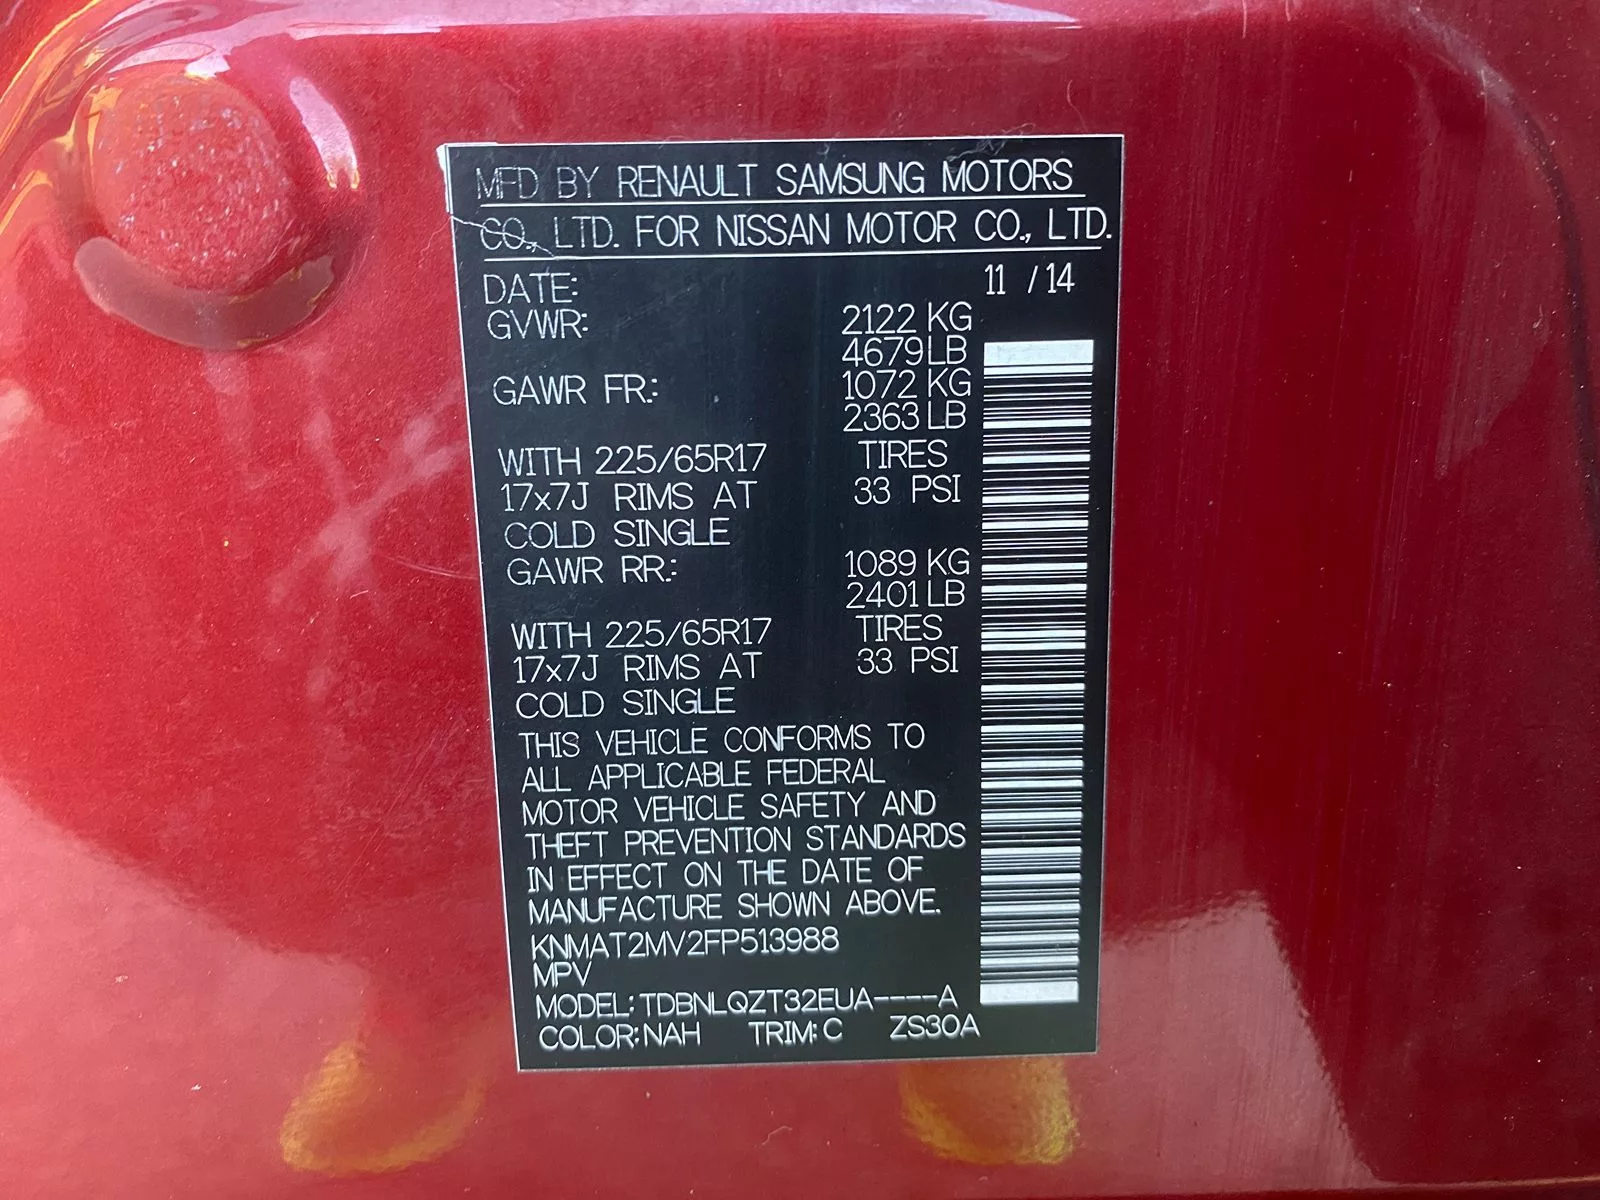 MFD BY RENAULT SAMSUNG MOTORS
CO., LTD. FOR NISSAN MOTOR CO., LTD.
DATE: 11 / 14
GVWR: 2122 KG
4679 LB
GAWR FR.: 1072 KG
2363 LB
WITH 225/65R17 TIRES
17x7J RIMS AT 33 PSI
COLD SINGLE
GAWR RR.: 1089 KG
2401 LB
WITH 225/65R17 TIRES
17x7J RIMS AT 33 PSI
COLD SINGLE
THIS VEHICLE CONFORMS TO
ALL APPLICABLE FEDERAL
MOTOR VEHICLE SAFETY AND
THEFT PREVENTION STANDARDS
IN EFFECT ON THE DATE OF
MANUFACTURE SHOWN ABOVE.
KNMAT2MV2FP513988
MPV
MODEL: TDBNLQZT32EUA----A
COLOR: NAH TRIM: C ZS30A